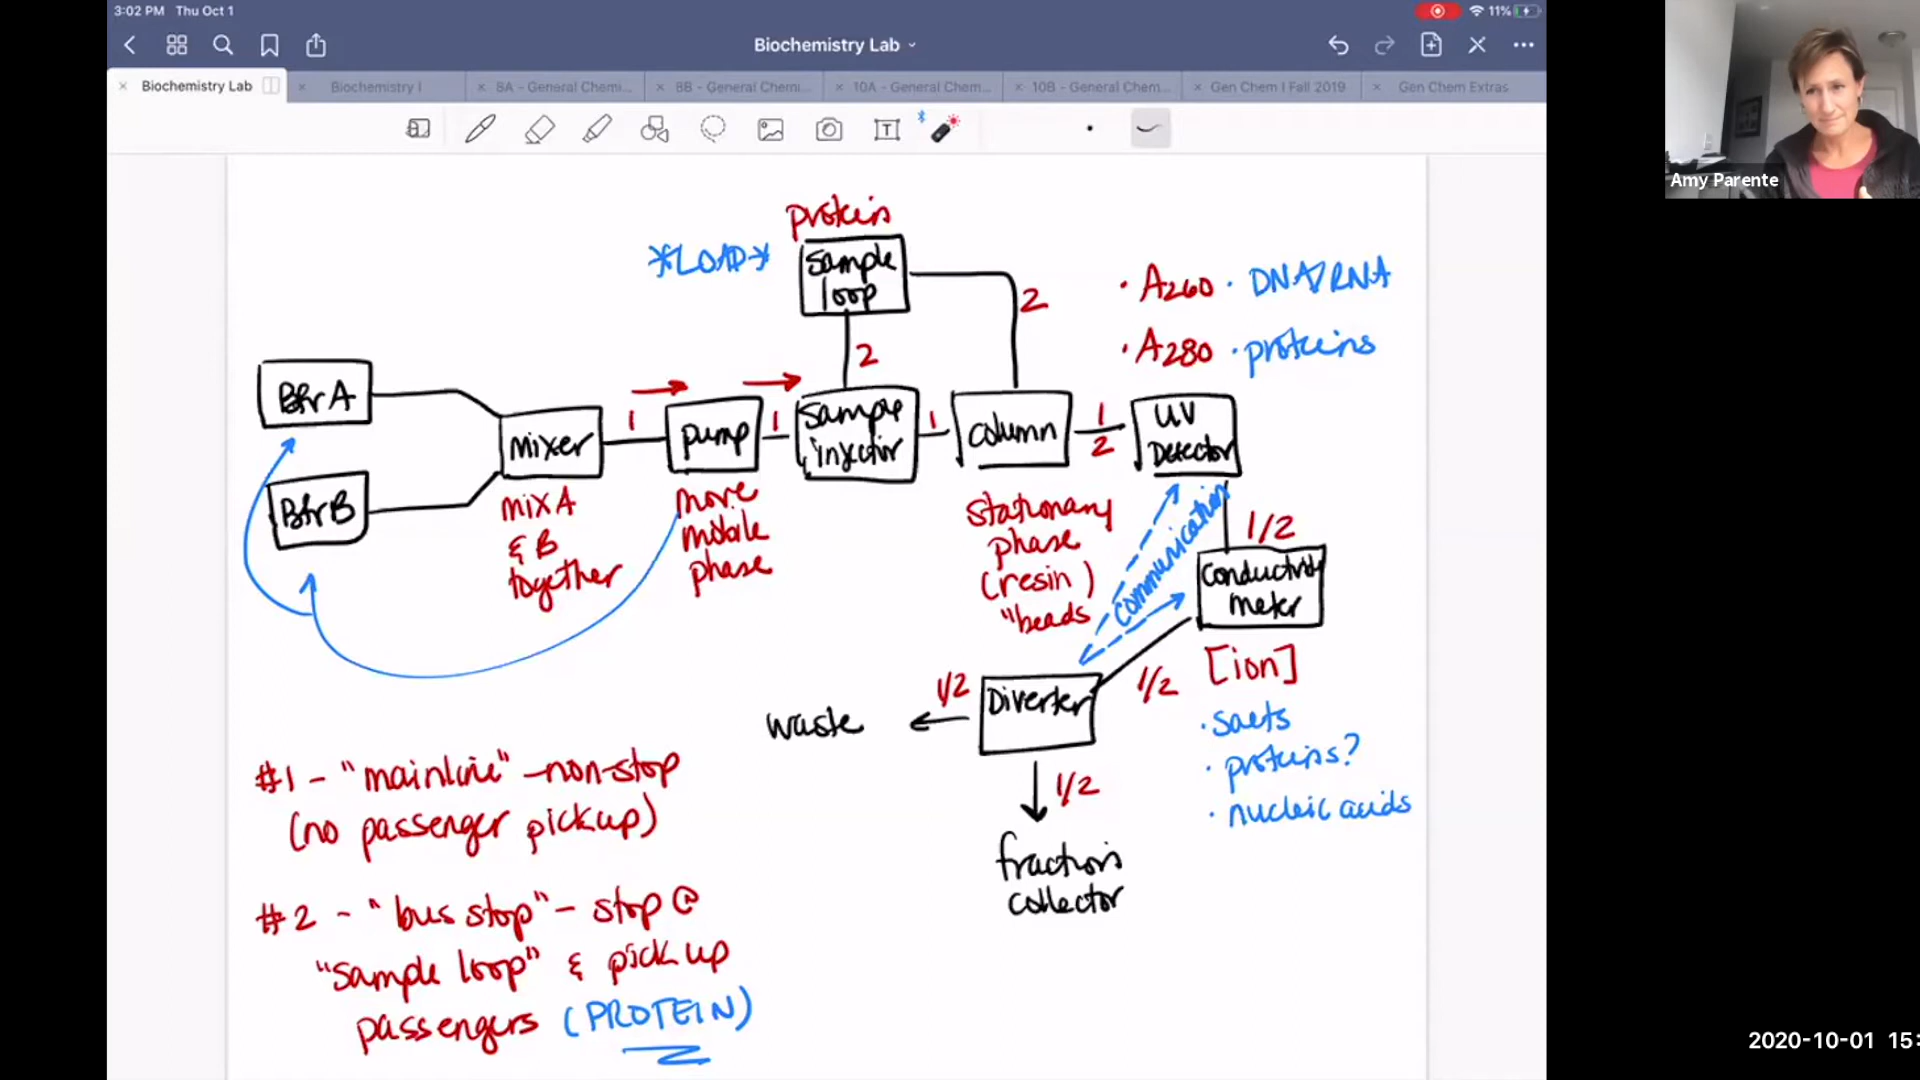 3:02 PM Thu Oct 1
11%
Biochemistry Lab
Biochemistry Lab
Biochemistry I
8A - General Chemi...
8B - General Chemi...
10A - General Chem...
10B - General Chem...
Gen Chem I Fall 2019
Gen Chem Extras
T
Amy Parente
protein
*LOAD*
sample
loop
2
2
• A260 • DNA/RNA
• A280 • proteins
Bfr A
Bfr B
mixer
1
pump
1
sample
injector
1
column
1
2
UV
Detector
mix A
& B
together
move
mobile
phase
stationary
phase
(resin)
"beads
communication
1/2
conductivity
meter
[ion]
• salts
• proteins?
• nucleic acids
1/2
Diverter
1/2
waste
1/2
fraction
collector
#1 - "mainline" - non-stop
(no passenger pickup)
#2 - "bus stop" - stop @
"sample loop" & pick up
passengers (PROTEIN)
2020-10-01 15: